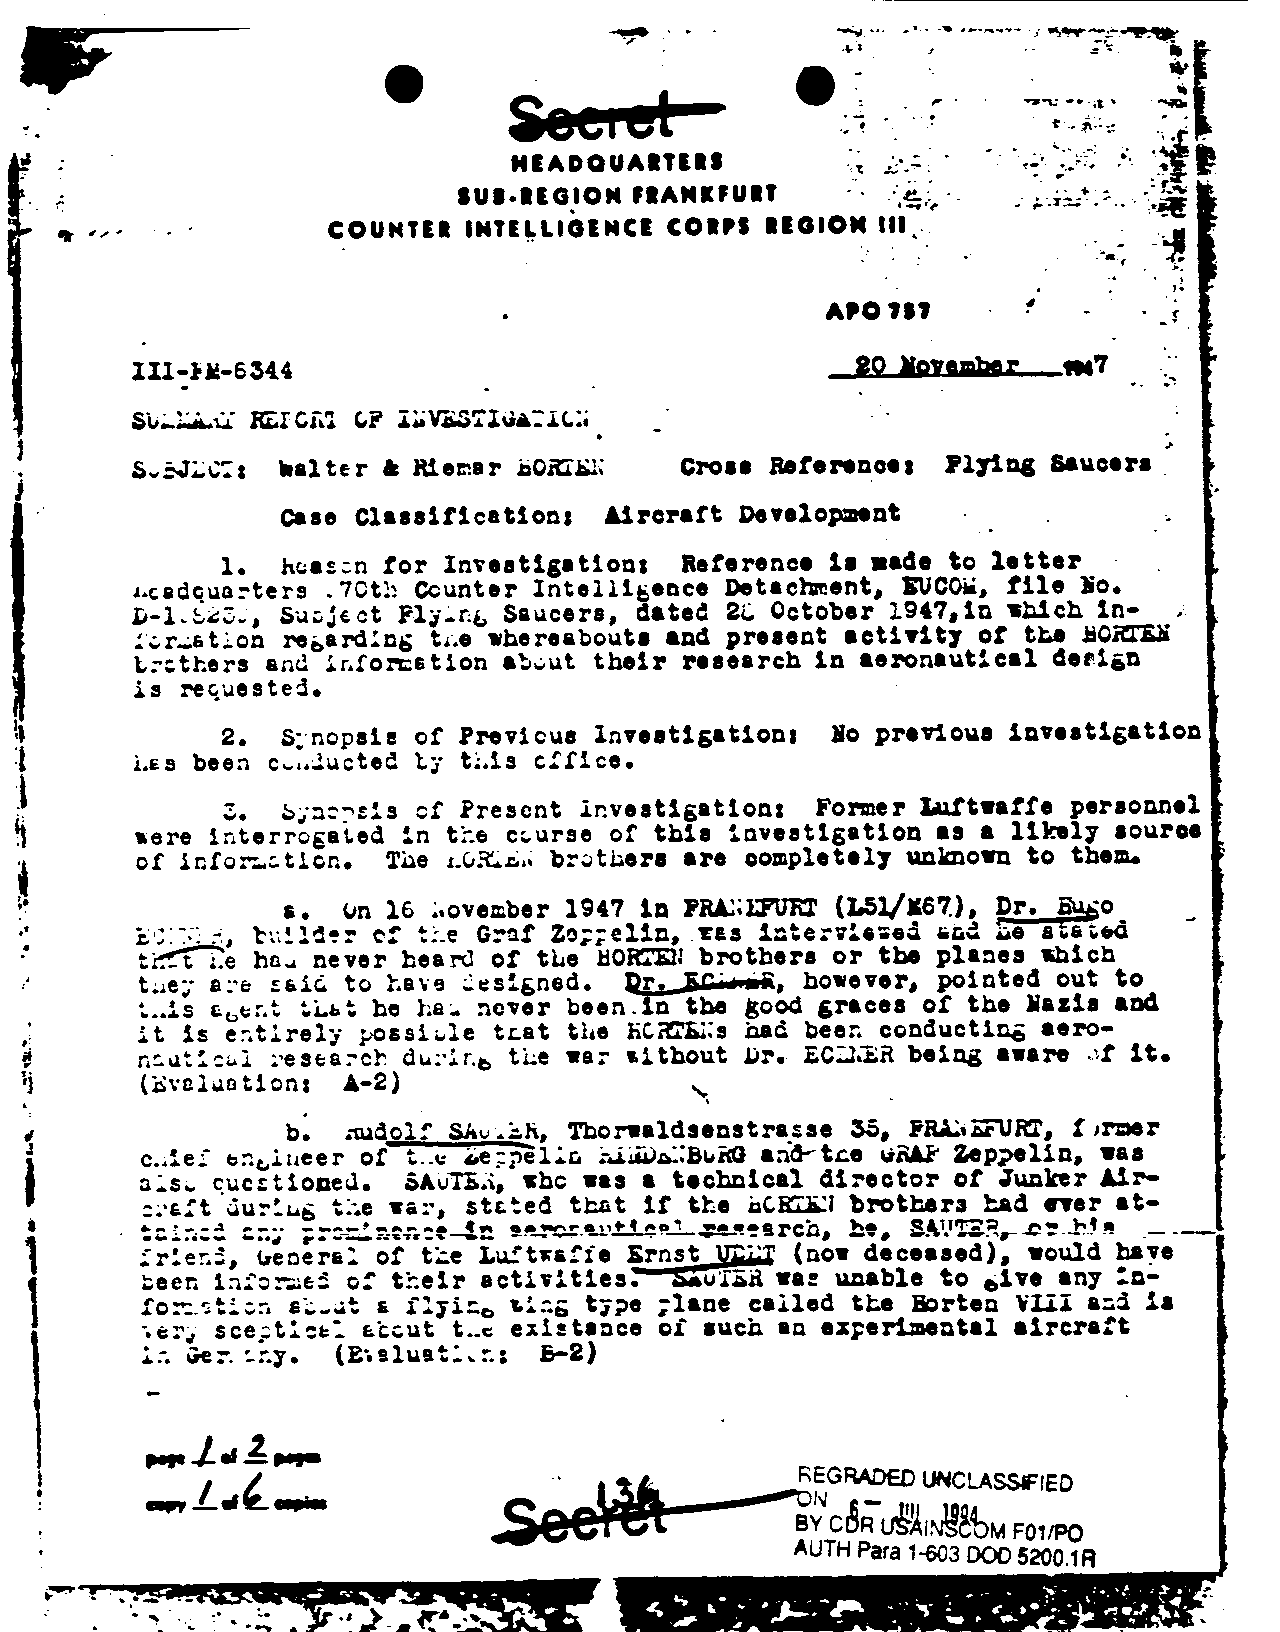 Secret
HEADQUARTERS
SUB-REGION FRANKFURT
COUNTER INTELLIGENCE CORPS REGION III
APO 757
20 November 1947
SUMMARY REPORT OF INVESTIGATION
SUBJECT: Walter & Riemar HORTEN Cross Reference: Flying Saucers
Case Classification: Aircraft Development
1. Reason for Investigation: Reference is made to letter
Headquarters 970th Counter Intelligence Detachment, EUCOM, file No.
Subject Flying Saucers, dated October 1947, in which in-
formation regarding the whereabouts and present activity of the HORTEN
brothers and information about their research in aeronautical design
is requested.
2. Synopsis of Previous Investigation: No previous investigation
has been conducted by this office.
3. Synopsis of Present Investigation: Former Luftwaffe personnel
were interrogated in the course of this investigation as a likely source
of information. The HORTEN brothers are completely unknown to them.
a. On 16 November 1947 in FRANKFURT (L51/M67), Dr. Hugo
ECKNER, builder of the Graf Zeppelin, was interviewed and he stated
that he had never heard of the HORTEN brothers or the planes which
they are said to have designed. Dr. ECKNER, however, pointed out to
this agent that he had never been in the good graces of the Nazis and
it is entirely possible that the HORTENs had been conducting aero-
nautical research during the war without Dr. ECKNER being aware of it.
(Evaluation: A-2)
b. Rudolf SAUTER, Thorwaldsenstrasse 35, FRANKFURT, former
chief engineer of the Zeppelin HINDENBURG and the GRAF Zeppelin, was
also questioned. SAUTER, who was a technical director of Junker Air-
craft during the war, stated that if the HORTEN brothers had ever at-
tained any prominence in aeronautical research, he, SAUTER, or his
friend, General of the Luftwaffe Ernst UDET (now deceased), would have
been informed of their activities. SAUTER was unable to give any in-
formation about a flying wing type plane called the Horten VIII and is
very sceptical about the existance of such an experimental aircraft
in Germany. (Evaluation: B-2)
page 1 of 2 pages
copy 1 of 6 copies
136
Secret
REGRADED UNCLASSIFIED
ON 6 - JUL 1994
BY CDR USAINSCOM F01/PO
AUTH Para 1-603 DOD 5200.1R